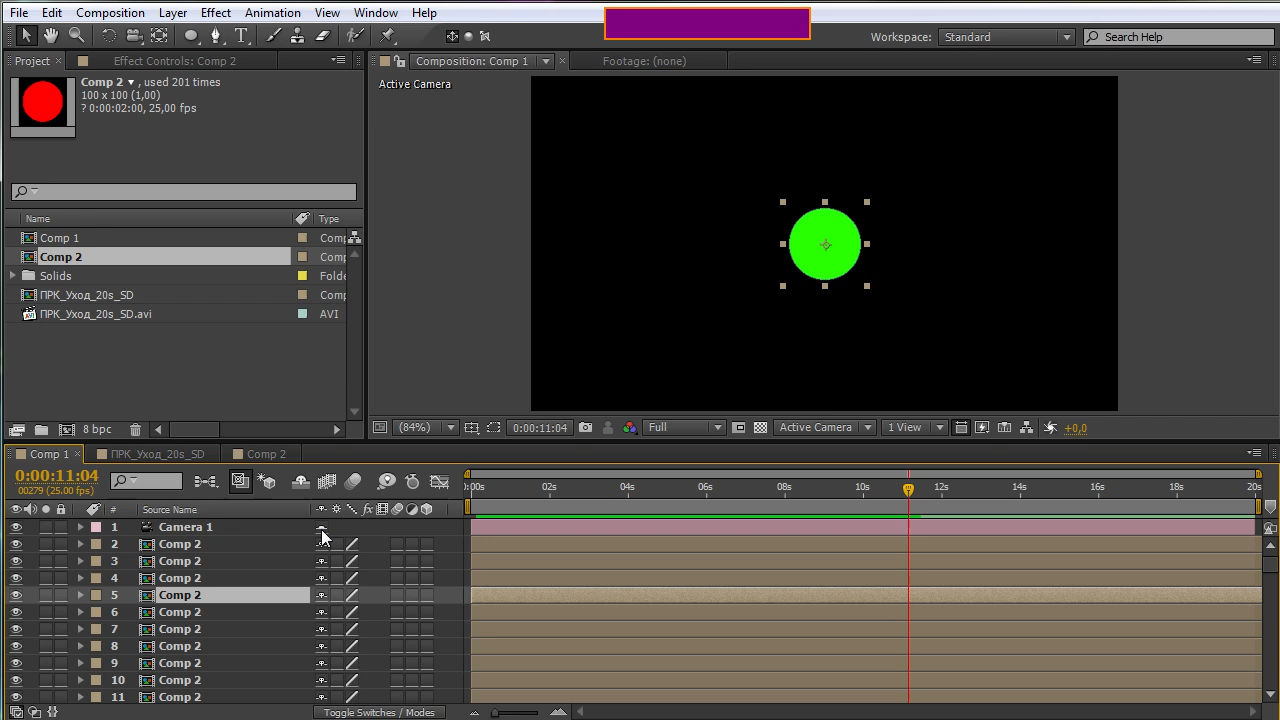 File Edit Composition Layer Effect Animation View Window Help
Workspace: Standard Search Help
Project Effect Controls: Comp 2 Composition: Comp 1 Footage: (none)
Comp 2 , used 201 times
100 x 100 (1,00)
? 0:00:02:00, 25,00 fps
Active Camera
Name Type
Comp 1 Comp
Comp 2 Comp
Solids Folde
ПРК_Уход_20s_SD Comp
ПРК_Уход_20s_SD.avi AVI
8 bpc (84%) 0:00:11:04 Full Active Camera 1 View +0,0
Comp 1 ПРК_Уход_20s_SD Comp 2
0:00:11:04
00279 (25.00 fps)
):00s 02s 04s 06s 08s 10s 12s 14s 16s 18s 20s
# Source Name fx
1 Camera 1
2 Comp 2
3 Comp 2
4 Comp 2
5 Comp 2
6 Comp 2
7 Comp 2
8 Comp 2
9 Comp 2
10 Comp 2
11 Comp 2
Toggle Switches / Modes